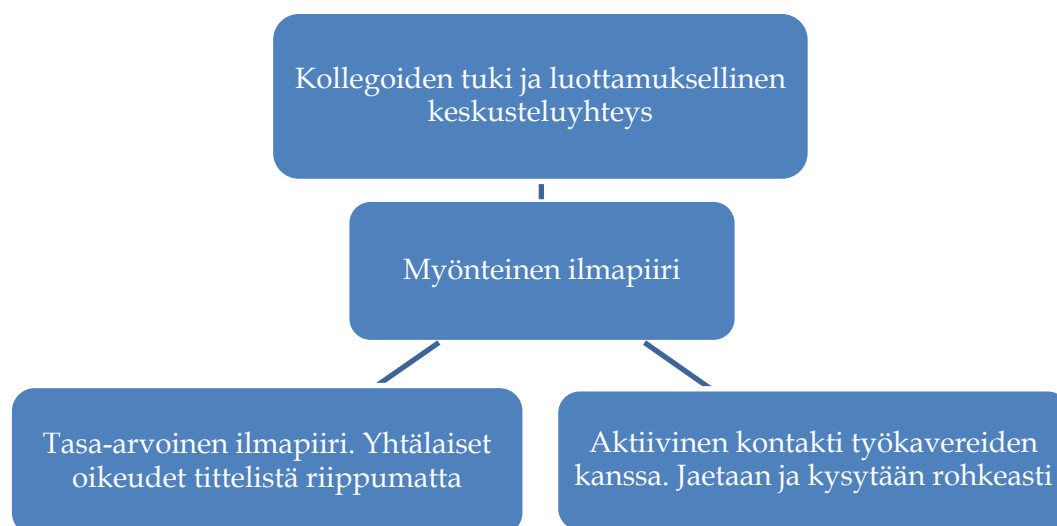 Kollegoiden tuki ja luottamuksellinen
keskusteluyhteys
Myönteinen ilmapiiri
Tasa-arvoinen ilmapiiri. Yhtälaiset
oikeudet tittelistä riippumatta
Aktiivinen kontakti työkavereiden
kanssa. Jaetaan ja kysytään rohkeasti